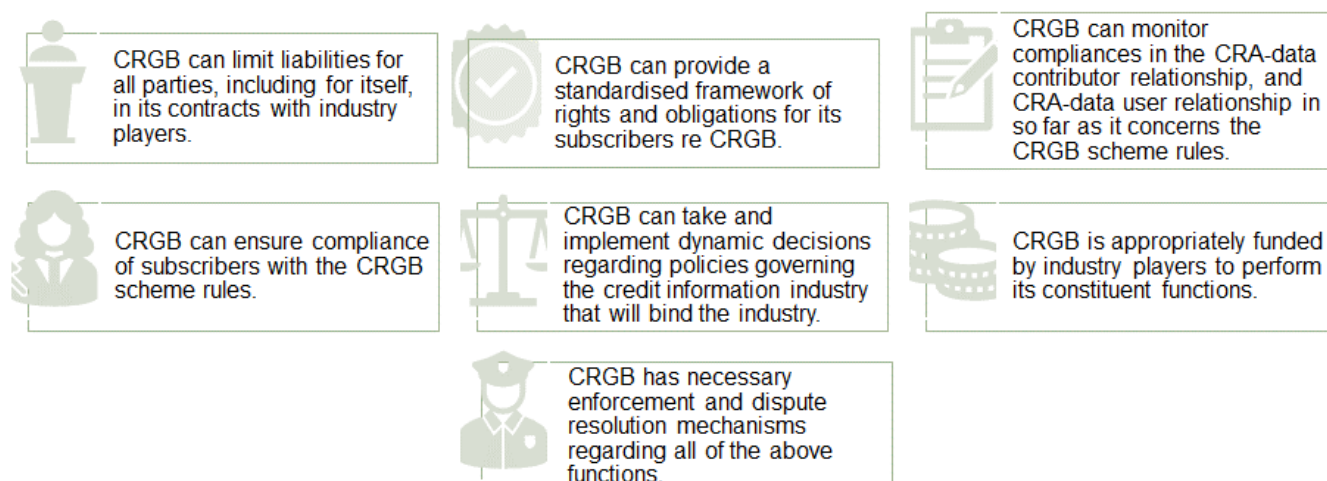 CRGB can limit liabilities for
all parties, including for itself,
in its contracts with industry
players.
CRGB can provide a
standardised framework of
rights and obligations for its
subscribers re CRGB.
CRGB can monitor
compliances in the CRA-data
contributor relationship, and
CRA-data user relationship in
so far as it concerns the
CRGB scheme rules.
CRGB can ensure compliance
of subscribers with the CRGB
scheme rules.
CRGB can take and
implement dynamic decisions
regarding policies governing
the credit information industry
that will bind the industry.
CRGB is appropriately funded
by industry players to perform
its constituent functions.
CRGB has necessary
enforcement and dispute
resolution mechanisms
regarding all of the above
functions.